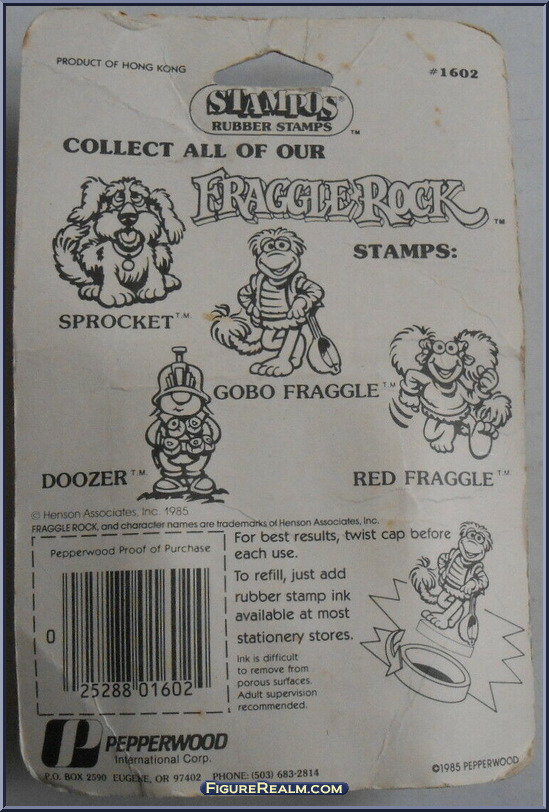 PRODUCT OF HONG KONG
#1602
STAMPOS®
RUBBER STAMPS ™
COLLECT ALL OF OUR
FRAGGLE ROCK ™
STAMPS:
SPROCKET T.M.
GOBO FRAGGLE T.M.
DOOZER T.M.
RED FRAGGLE T.M.
© Henson Associates, Inc. 1985
FRAGGLE ROCK, and character names are trademarks of Henson Associates, Inc.
Pepperwood Proof of Purchase
0 25288 01602
For best results, twist cap before
each use.
To refill, just add
rubber stamp ink
available at most
stationery stores.
Ink is difficult
to remove from
porous surfaces.
Adult supervision
recommended.
PEPPERWOOD
International Corp.
P.O. BOX 2590 EUGENE, OR 97402 PHONE: (503) 683-2814
©1985 PEPPERWOOD
FigureRealm.com